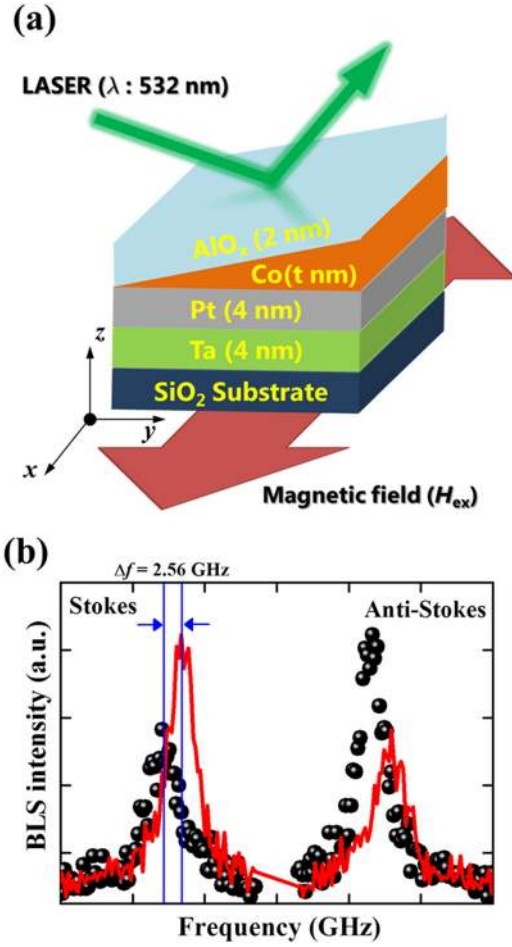 (a)
LASER (λ : 532 nm)
AlOₓ (2 nm)
Co(t nm)
Pt (4 nm)
Ta (4 nm)
SiO₂ Substrate
z
y
x
Magnetic field (Hₑₓ)
(b)
Δf = 2.56 GHz
Stokes
Anti-Stokes
BLS intensity (a.u.)
Frequency (GHz)